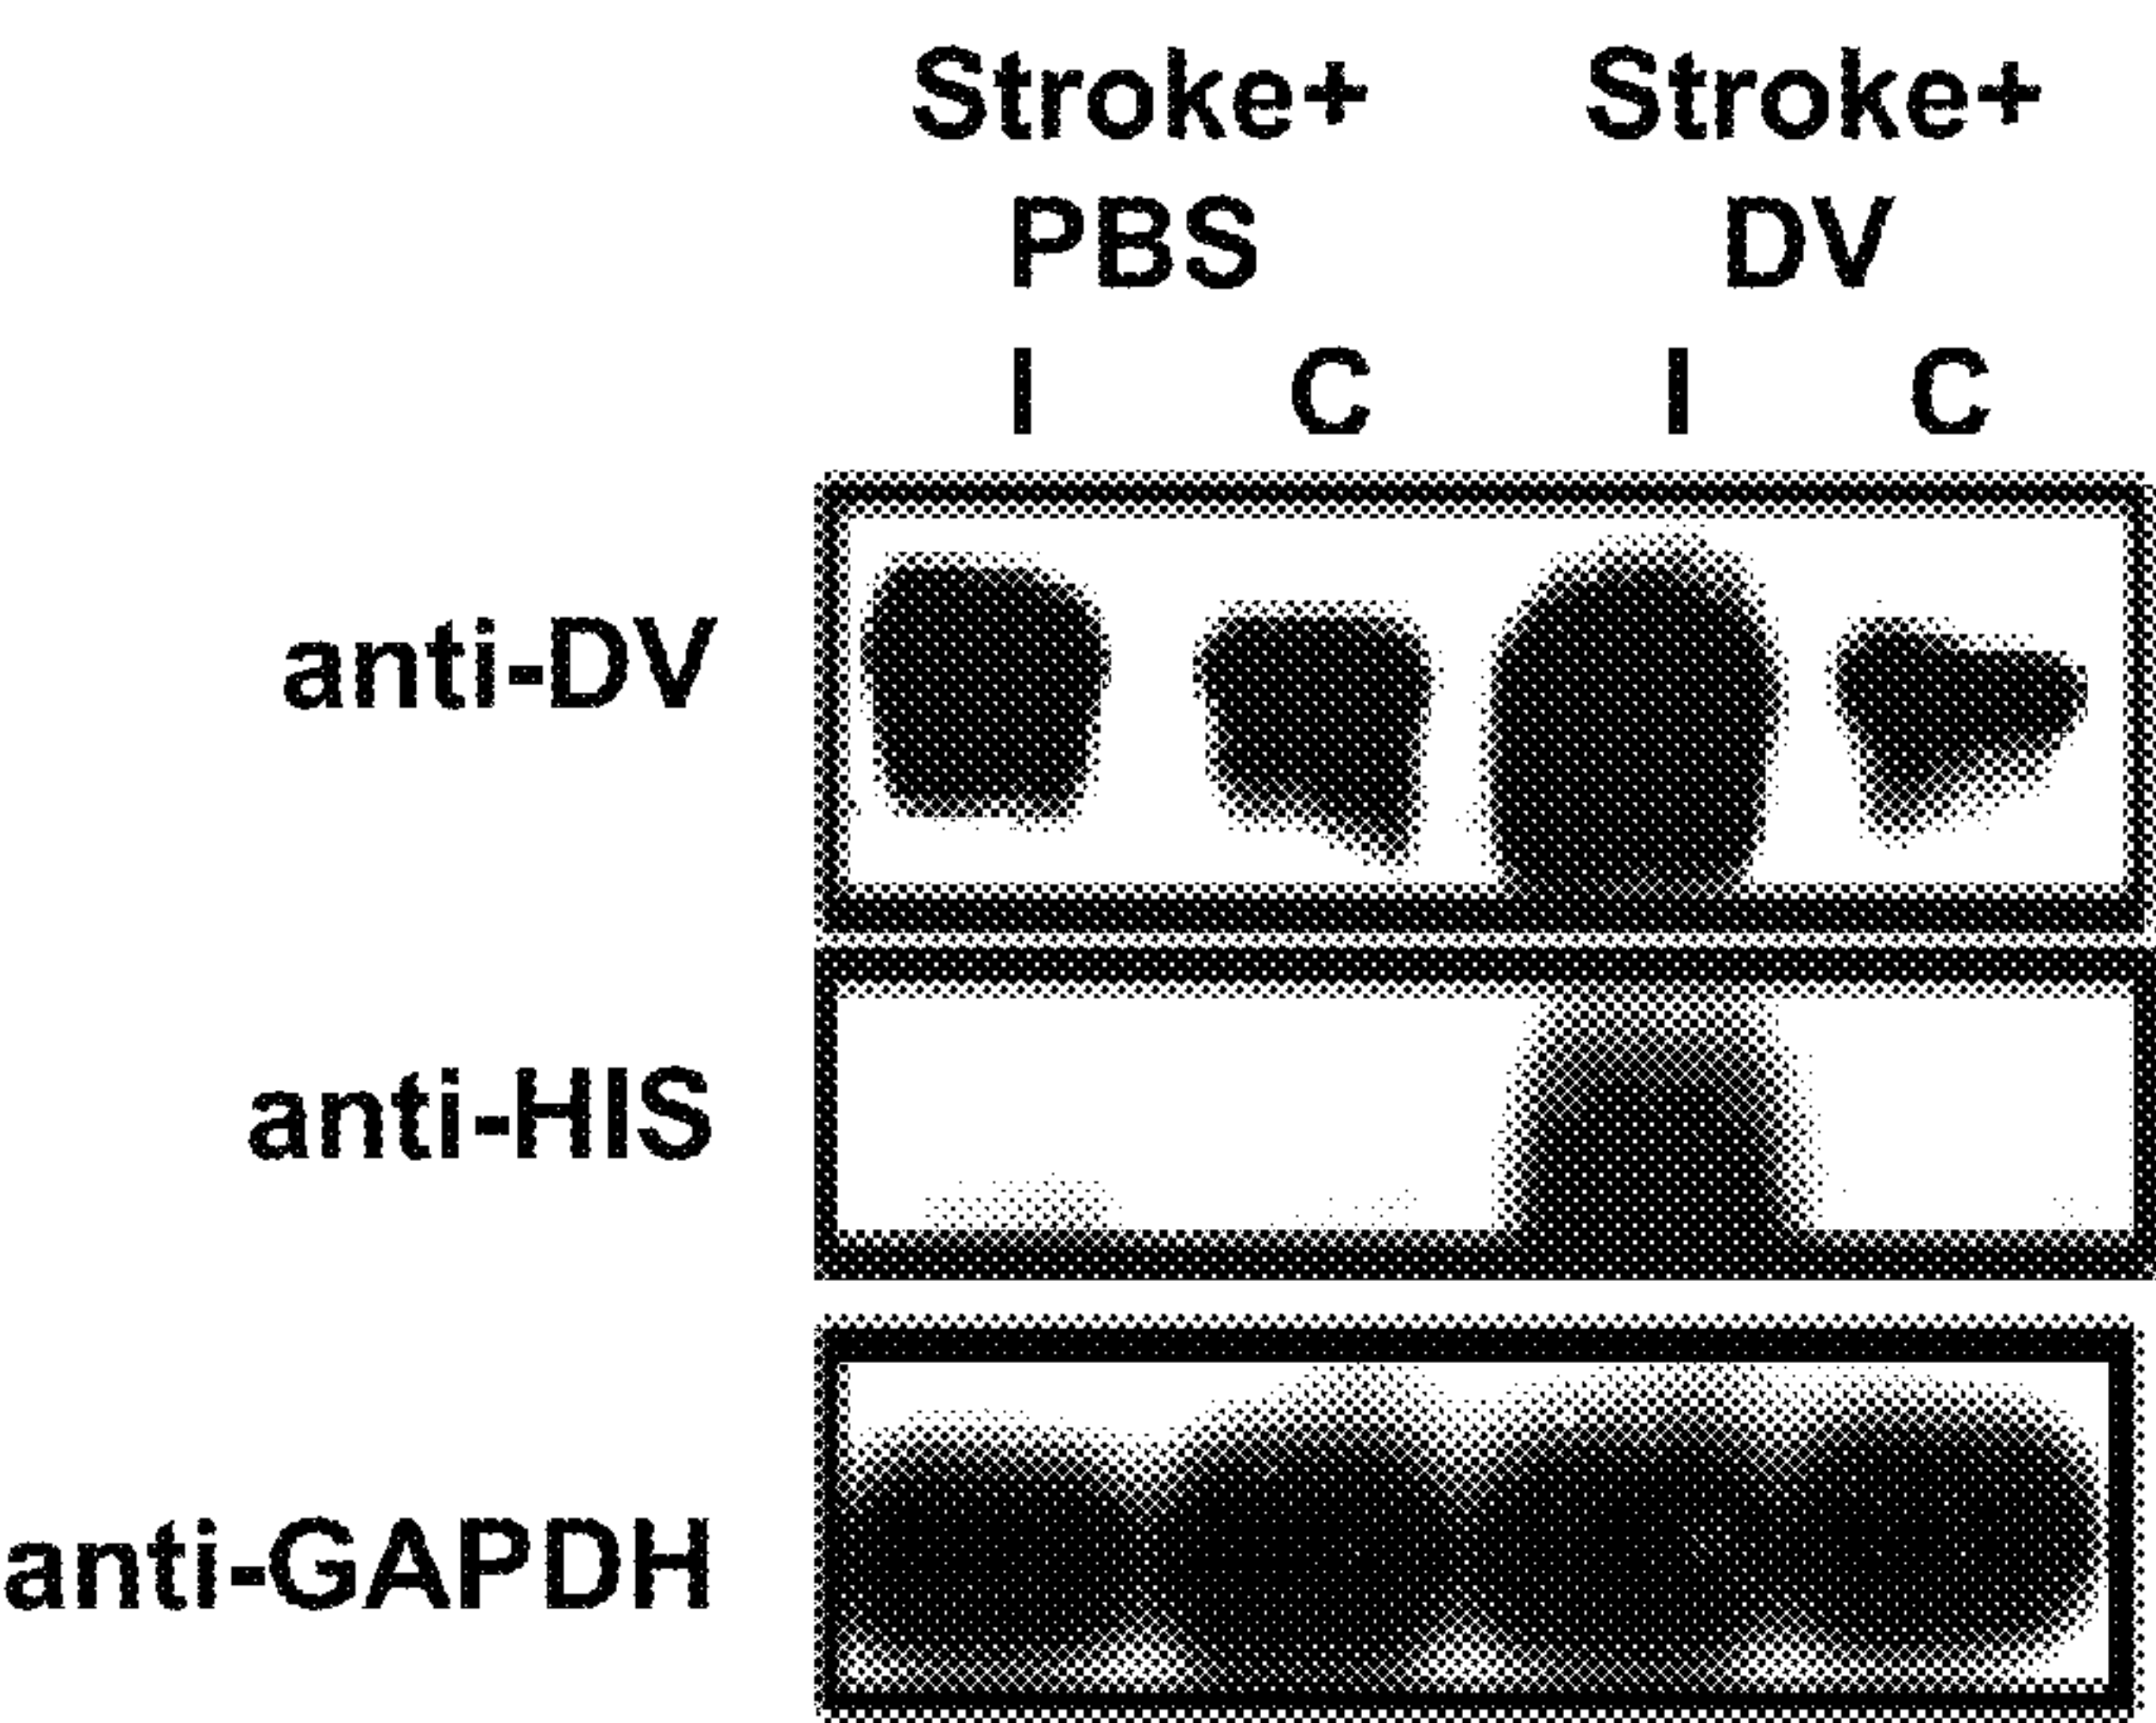 Stroke+ Stroke+
PBS DV
I C I C
anti-DV
anti-HIS
anti-GAPDH